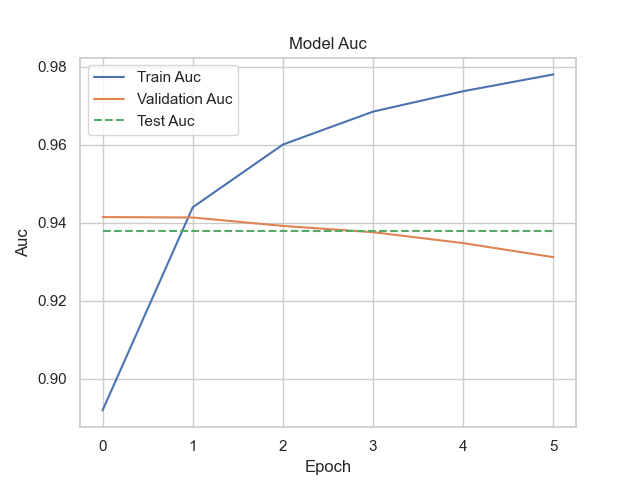 Model Auc
Train Auc
Validation Auc
Test Auc
0.98
0.96
0.94
0.92
0.90
Auc
0 1 2 3 4 5
Epoch